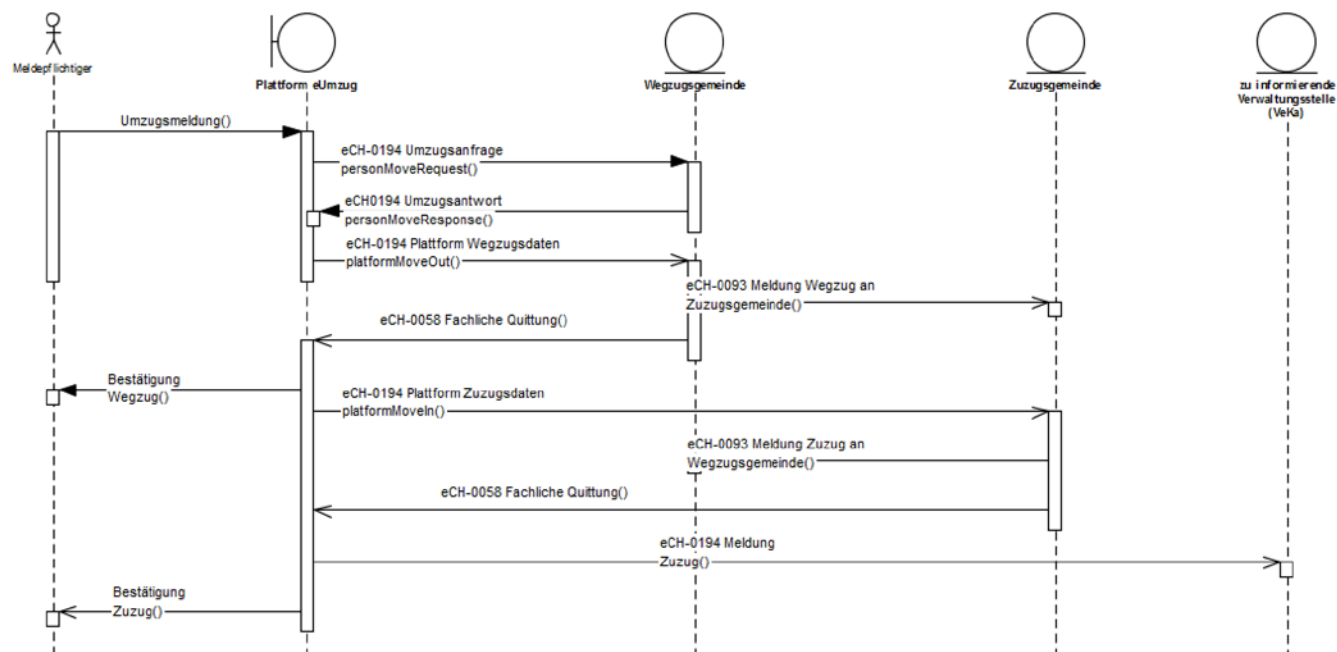 Meldepflichtiger
Plattform eUmzug
Wegzugsgemeinde
Zuzugsgemeinde
zu informierende
Verwaltungsstelle
(VeKa)
Umzugsmeldung()
eCH-0194 Umzugsanfrage
personMoveRequest()
eCH0194 Umzugsantwort
personMoveResponse()
eCH-0194 Plattform Wegzugsdaten
platformMoveOut()
eCH-0093 Meldung Wegzug an
Zuzugsgemeinde()
eCH-0058 Fachliche Quittung()
Bestätigung
Wegzug()
eCH-0194 Plattform Zuzugsdaten
platformMoveIn()
eCH-0093 Meldung Zuzug an
Wegzugsgemeinde()
eCH-0058 Fachliche Quittung()
eCH-0194 Meldung
Zuzug()
Bestätigung
Zuzug()